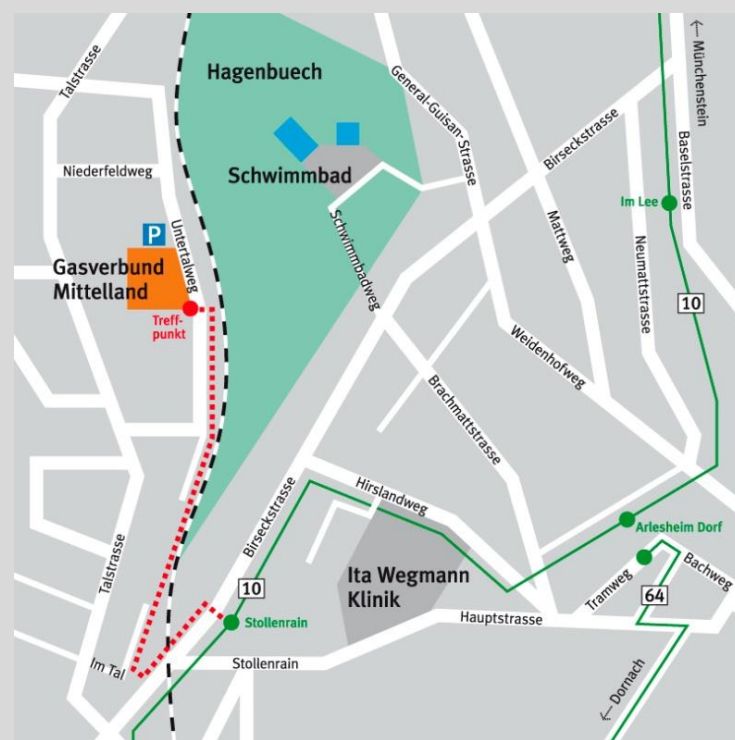 Talstrasse
Hagenbuech
General-Guisan-Strasse
← Münchenstein
Baselstrasse
Birseckstrasse
Niederfeldweg
Schwimmbad
Im Lee
Schwimmbadweg
Mattweg
Neumattstrasse
P
Untertalweg
Gasverbund
Mittelland
10
Treff-
punkt
Weidenhofweg
Brachmattstrasse
Hirslandweg
Birseckstrasse
Arlesheim Dorf
Talstrasse
Ita Wegmann
Klinik
10
Tramweg
Bachweg
64
Stollenrain
Hauptstrasse
Im Tal
Stollenrain
← Dornach